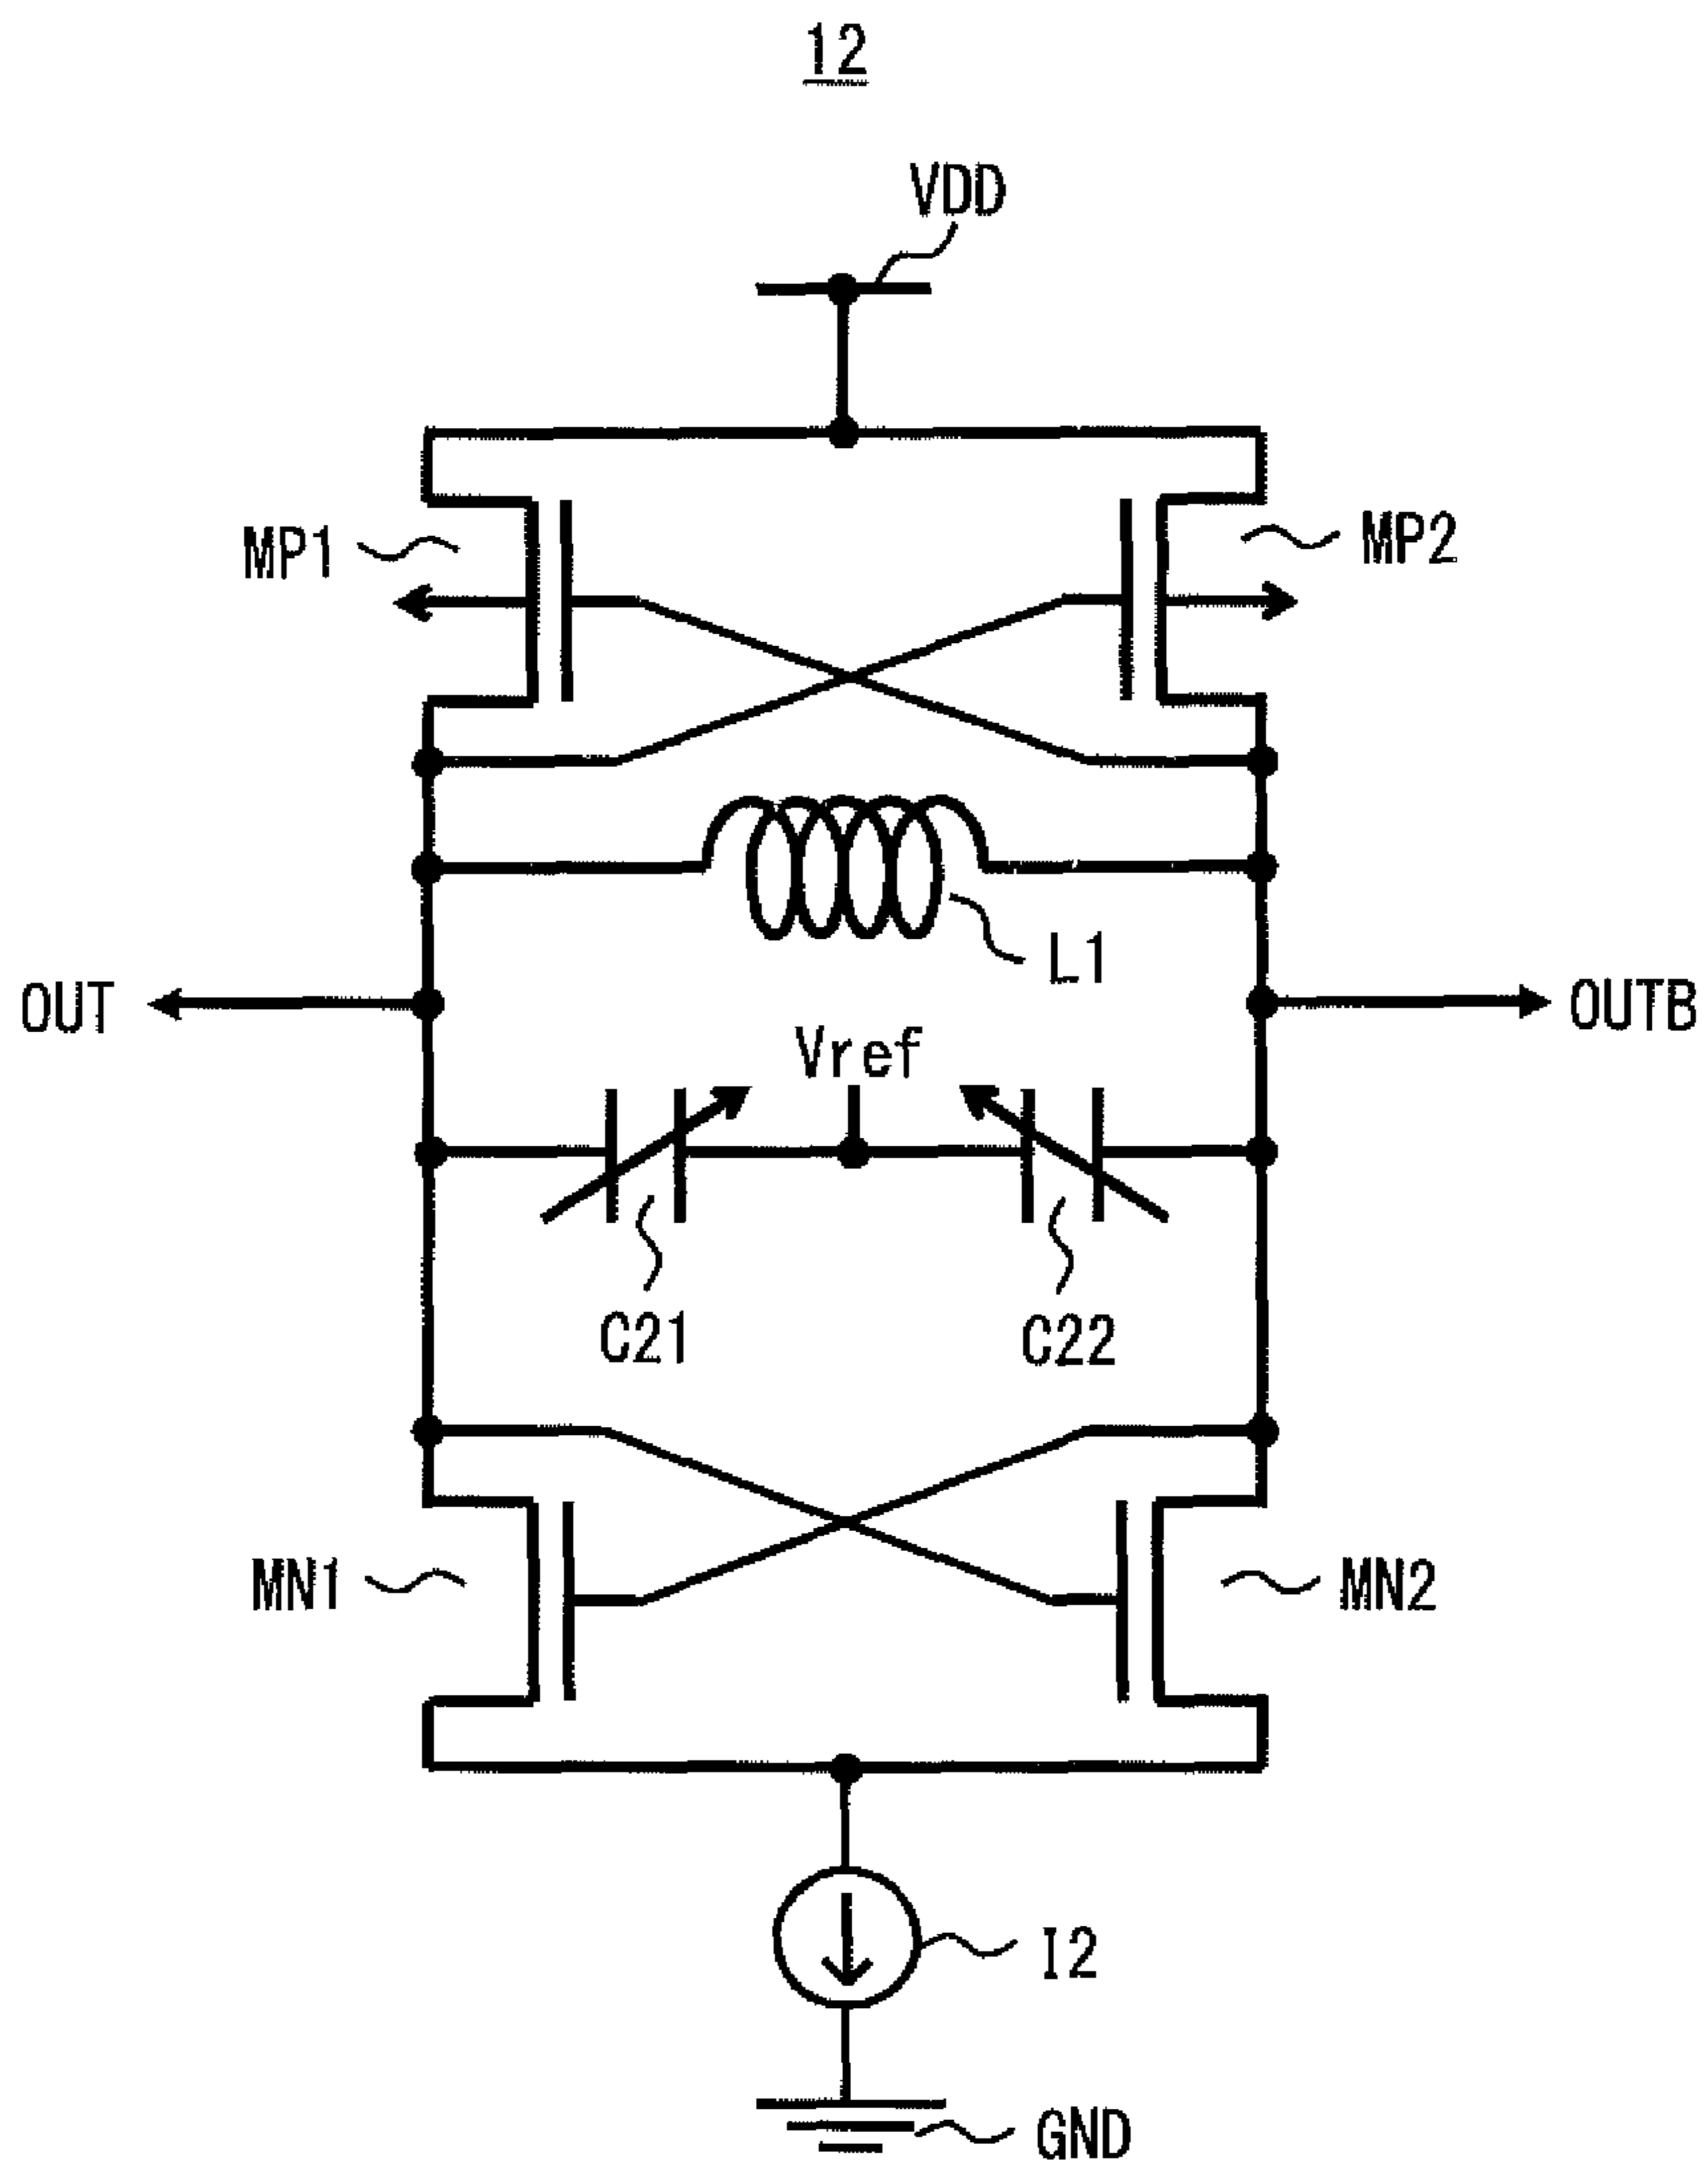 12
VDD
MP1
MP2
L1
OUT
OUTB
Vref
C21
C22
MN1
MN2
I2
GND